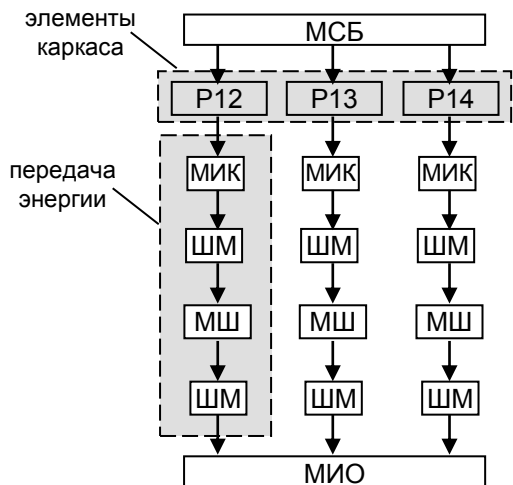 элементы
каркаса
МСБ
Р12 Р13 Р14
передача
энергии
МИК МИК МИК
ШМ ШМ ШМ
МШ МШ МШ
ШМ ШМ ШМ
МИО